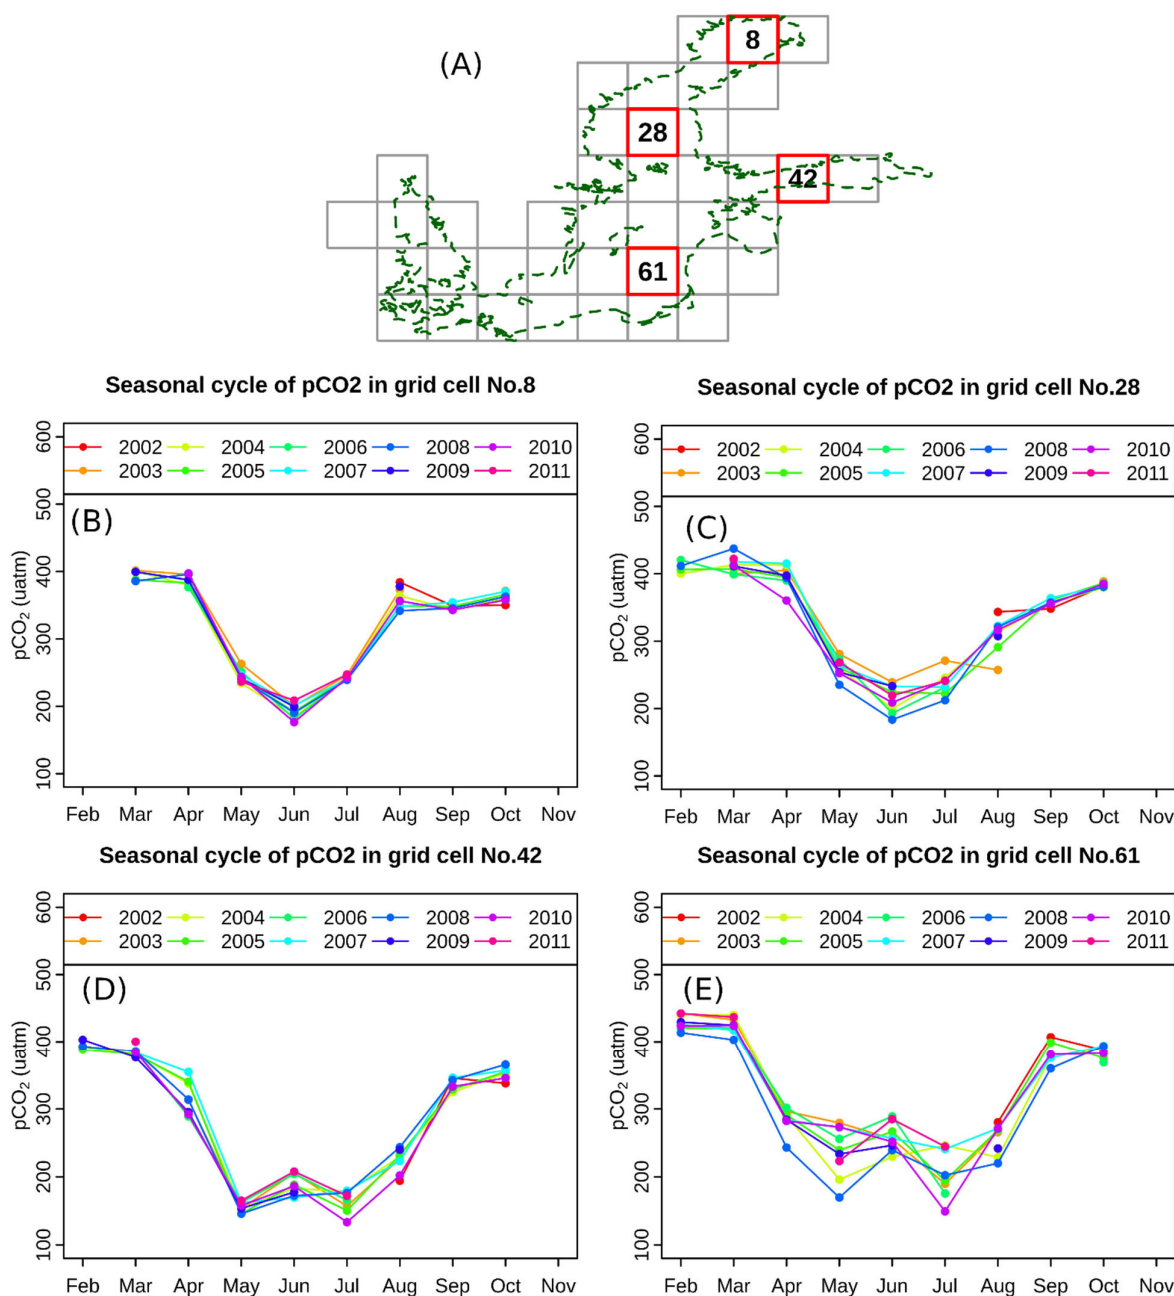 (A)
8
28
42
61
Seasonal cycle of pCO2 in grid cell No.8
2002 2004 2006 2008 2010
2003 2005 2007 2009 2011
(B)
pCO₂ (uatm)
600
500
400
300
200
100
Feb Mar Apr May Jun Jul Aug Sep Oct Nov
Seasonal cycle of pCO2 in grid cell No.28
2002 2004 2006 2008 2010
2003 2005 2007 2009 2011
(C)
pCO₂ (uatm)
600
500
400
300
200
100
Feb Mar Apr May Jun Jul Aug Sep Oct Nov
Seasonal cycle of pCO2 in grid cell No.42
2002 2004 2006 2008 2010
2003 2005 2007 2009 2011
(D)
pCO₂ (uatm)
600
500
400
300
200
100
Feb Mar Apr May Jun Jul Aug Sep Oct Nov
Seasonal cycle of pCO2 in grid cell No.61
2002 2004 2006 2008 2010
2003 2005 2007 2009 2011
(E)
pCO₂ (uatm)
600
500
400
300
200
100
Feb Mar Apr May Jun Jul Aug Sep Oct Nov